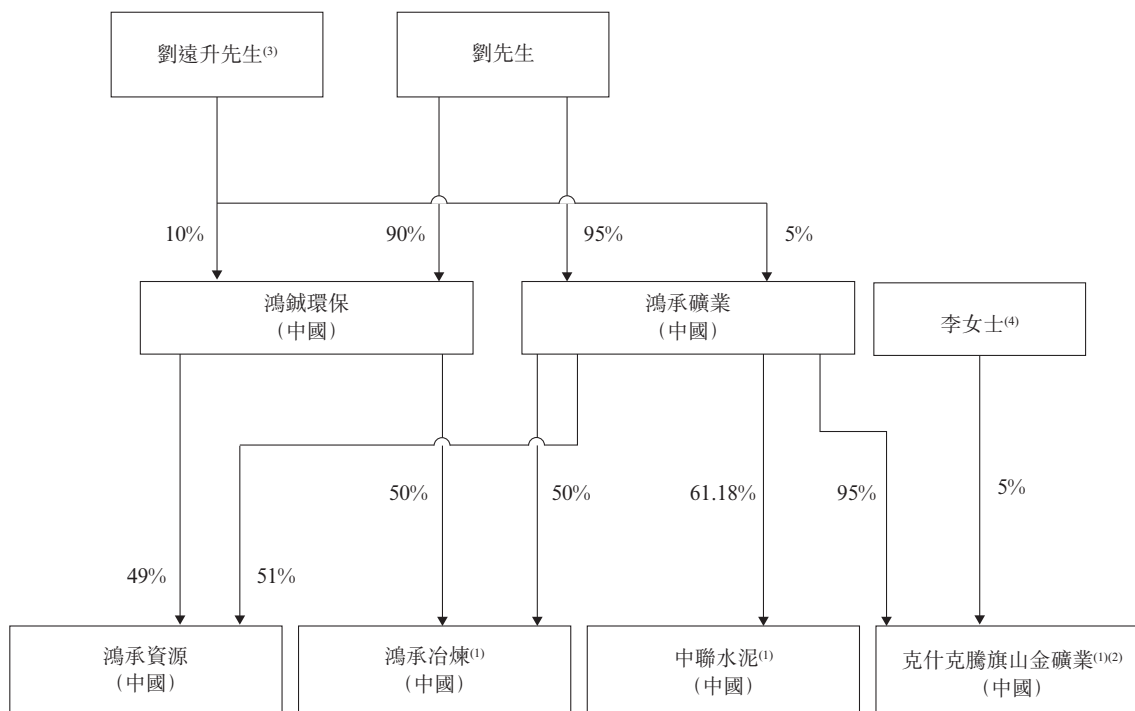 劉遠升先生(3)
劉先生
10%
90%
95%
5%
鴻鋮環保
（中國）
鴻承礦業
（中國）
李女士(4)
50%
50%
61.18%
95%
5%
49%
51%
鴻承資源
（中國）
鴻承冶煉(1)
（中國）
中聯水泥(1)
（中國）
克什克騰旗山金礦業(1)(2)
（中國）